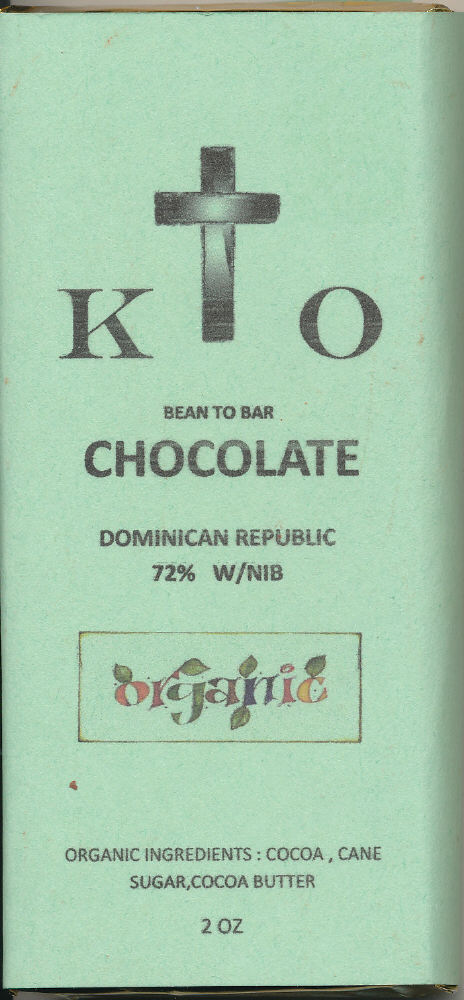 K O
BEAN TO BAR
CHOCOLATE
DOMINICAN REPUBLIC
72% W/NIB
organic
ORGANIC INGREDIENTS : COCOA , CANE
SUGAR,COCOA BUTTER
2 OZ